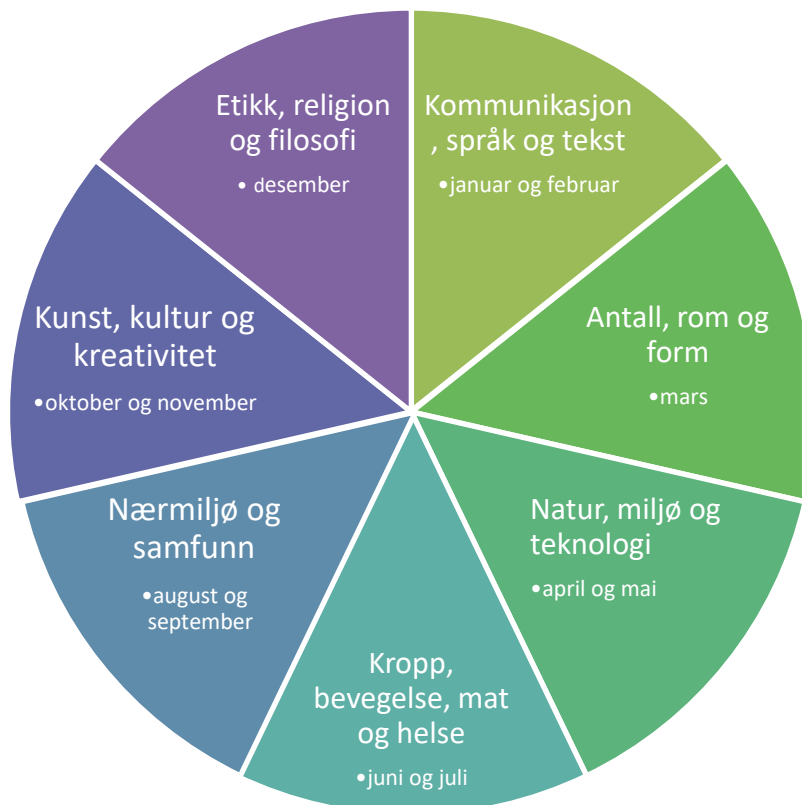 Etikk, religion
og filosofi
• desember
Kommunikasjon
, språk og tekst
•januar og februar
Antall, rom og
form
•mars
Natur, miljø og
teknologi
•april og mai
Kropp,
bevegelse, mat
og helse
•juni og juli
Nærmiljø og
samfunn
•august og
september
Kunst, kultur og
kreativitet
•oktober og november